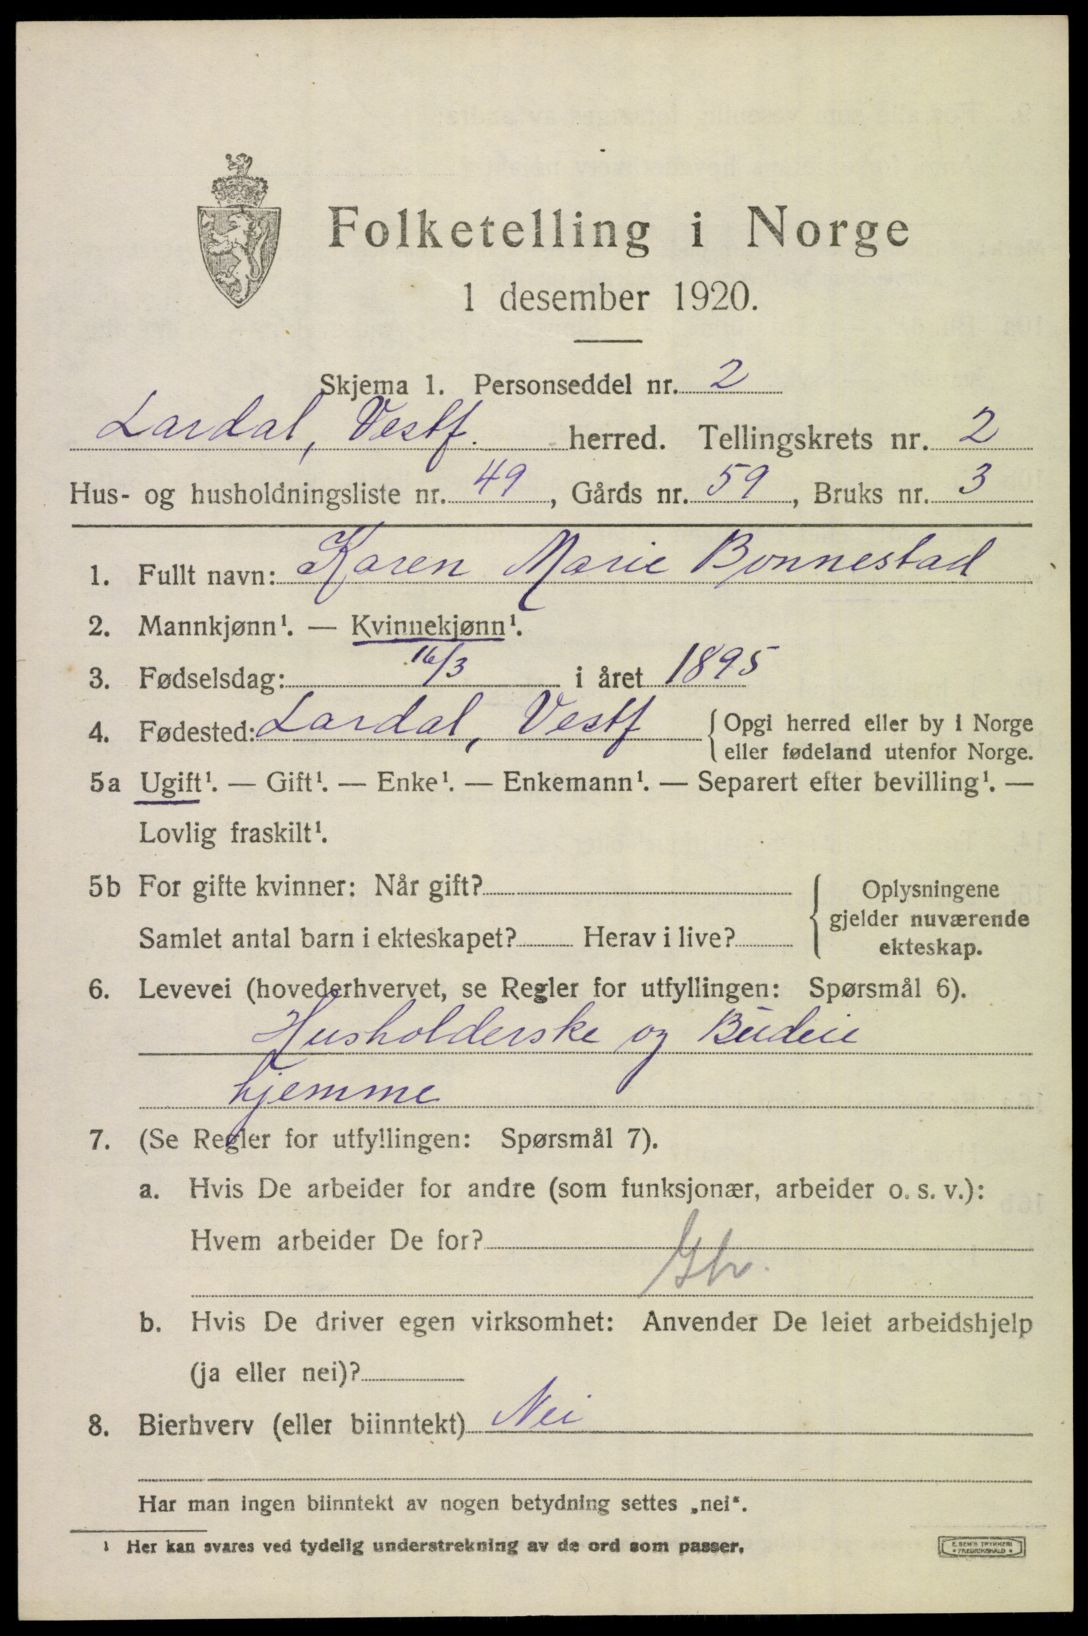 Folketelling i Norge
1 desember 1920.
Skjema 1. Personseddel nr. 2
Lardal, Vestf. herred. Tellingskrets nr. 2
Hus- og husholdningsliste nr. 49, Gårds nr. 59, Bruks nr. 3
1. Fullt navn: Karen Marie Bonnestad
2. Mannkjønn¹. — Kvinnekjønn¹.
3. Fødselsdag: 16/3 i året 1895
4. Fødested: Lardal, Vestf { Opgi herred eller by i Norge
eller fødeland utenfor Norge.
5a Ugift¹. — Gift¹. — Enke¹. — Enkemann¹. — Separert efter bevilling¹. —
Lovlig fraskilt¹.
5b For gifte kvinner: Når gift? { Oplysningene
gjelder nuværende
Samlet antal barn i ekteskapet? Herav i live? ekteskap.
6. Levevei (hovederhvervet, se Regler for utfyllingen: Spørsmål 6).
Husholderske og Budeie
hjemme
7. (Se Regler for utfyllingen: Spørsmål 7).
a. Hvis De arbeider for andre (som funksjonær, arbeider o. s. v.):
Hvem arbeider De for?
b. Hvis De driver egen virksomhet: Anvender De leiet arbeidshjelp
(ja eller nei)?
8. Bierhverv (eller biinntekt) Nei
Har man ingen biinntekt av nogen betydning settes „nei“.
¹ Her kan svares ved tydelig understrekning av de ord som passer.
E. SEM'S TRYKKERI
* FREDRIKSHALD *